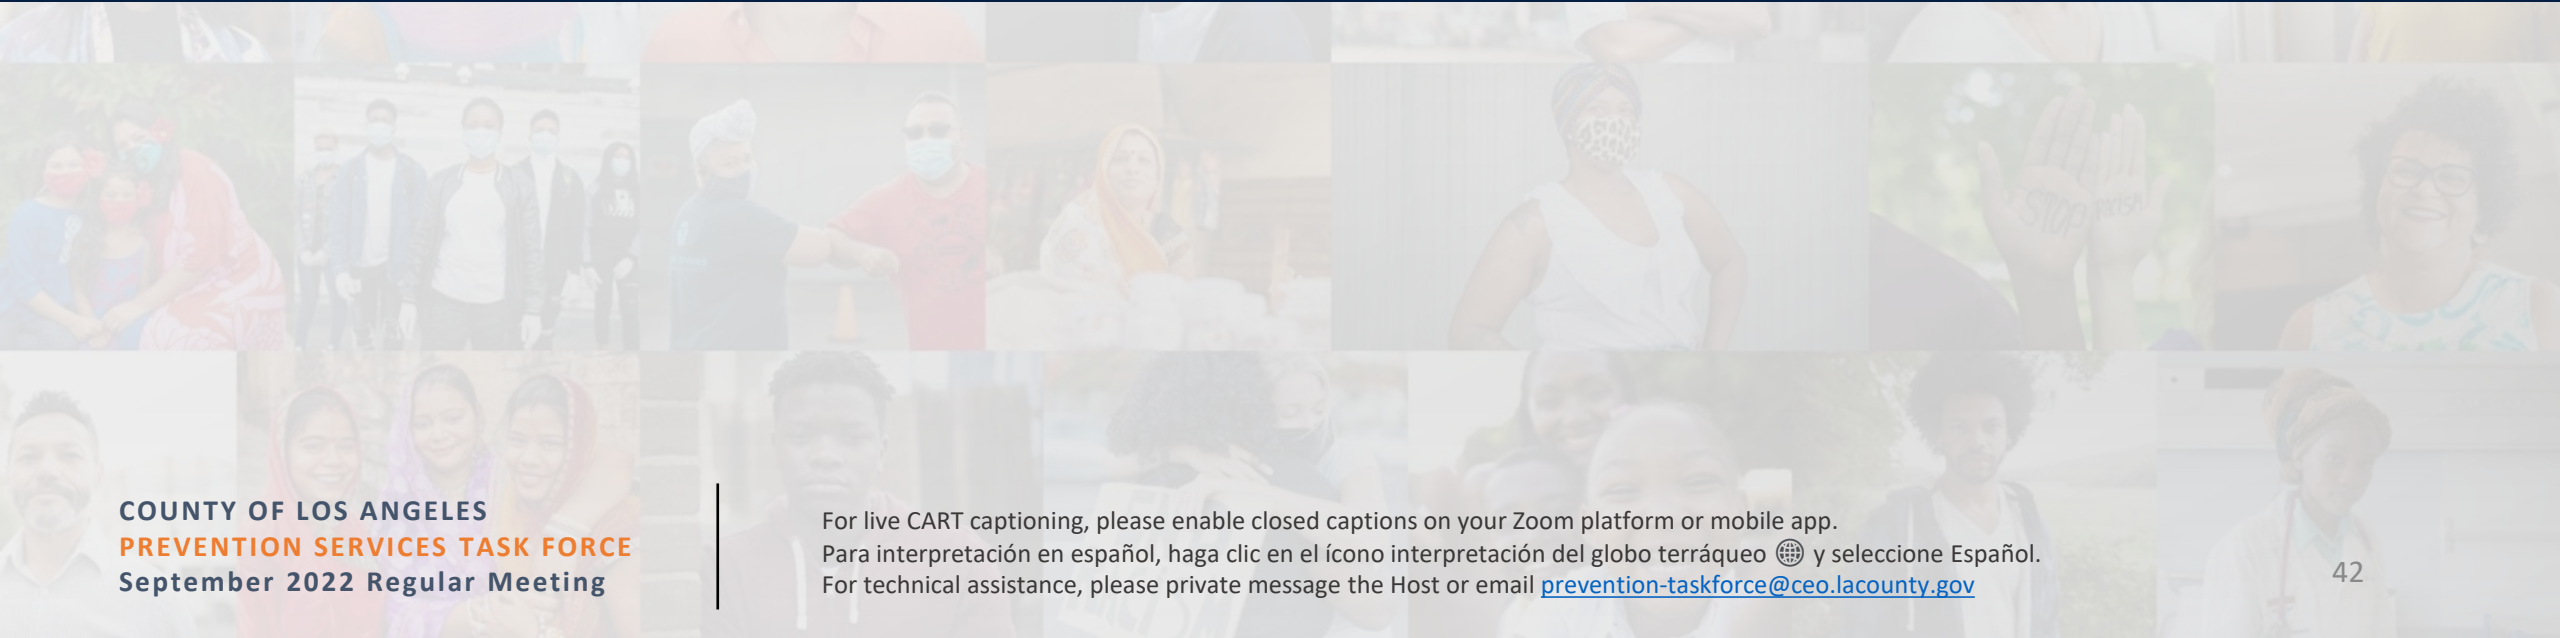 STOP racism
COUNTY OF LOS ANGELES
PREVENTION SERVICES TASK FORCE
September 2022 Regular Meeting
For live CART captioning, please enable closed captions on your Zoom platform or mobile app.
Para interpretación en español, haga clic en el ícono interpretación del globo terráqueo y seleccione Español.
For technical assistance, please private message the Host or email prevention-taskforce@ceo.lacounty.gov
42